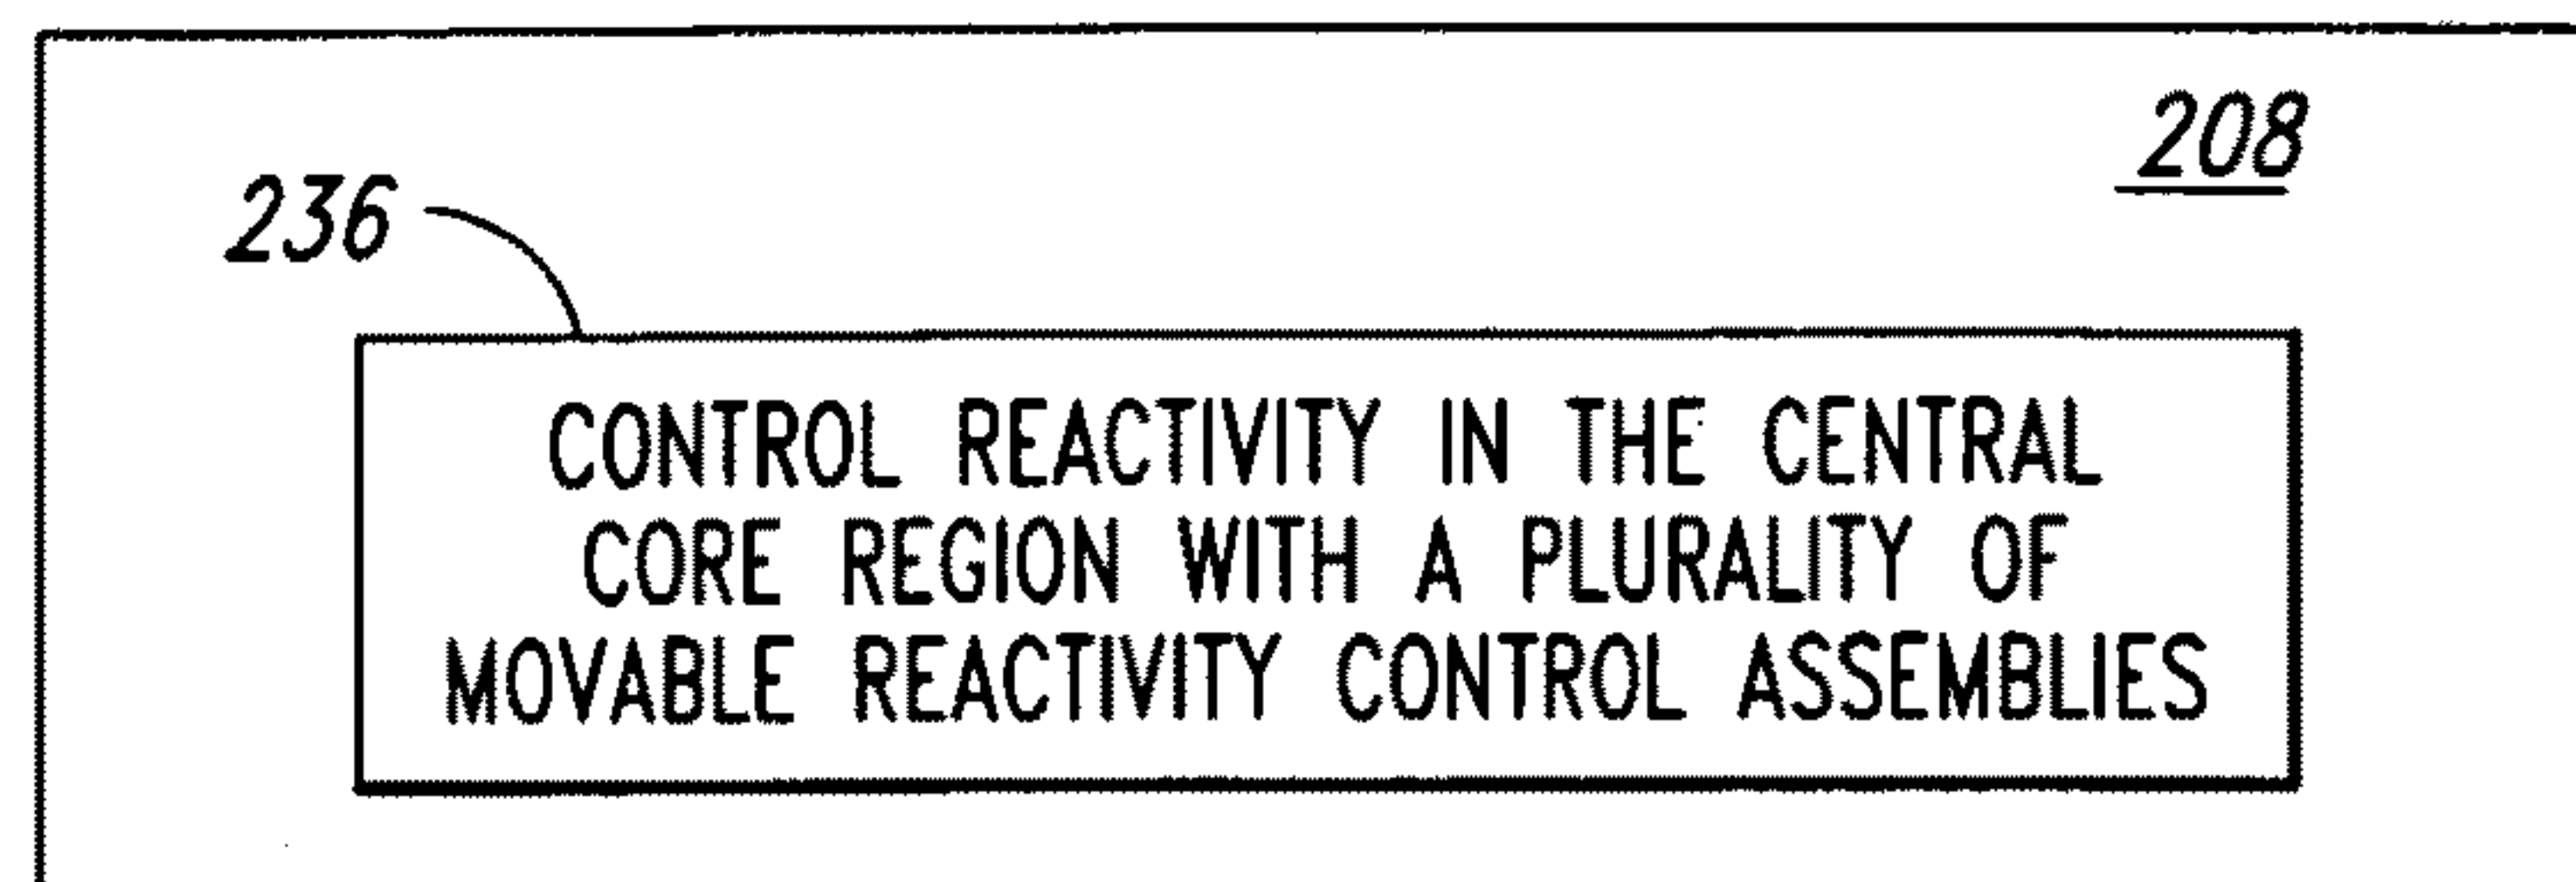 208
236
CONTROL REACTIVITY IN THE CENTRAL
CORE REGION WITH A PLURALITY OF
MOVABLE REACTIVITY CONTROL ASSEMBLIES